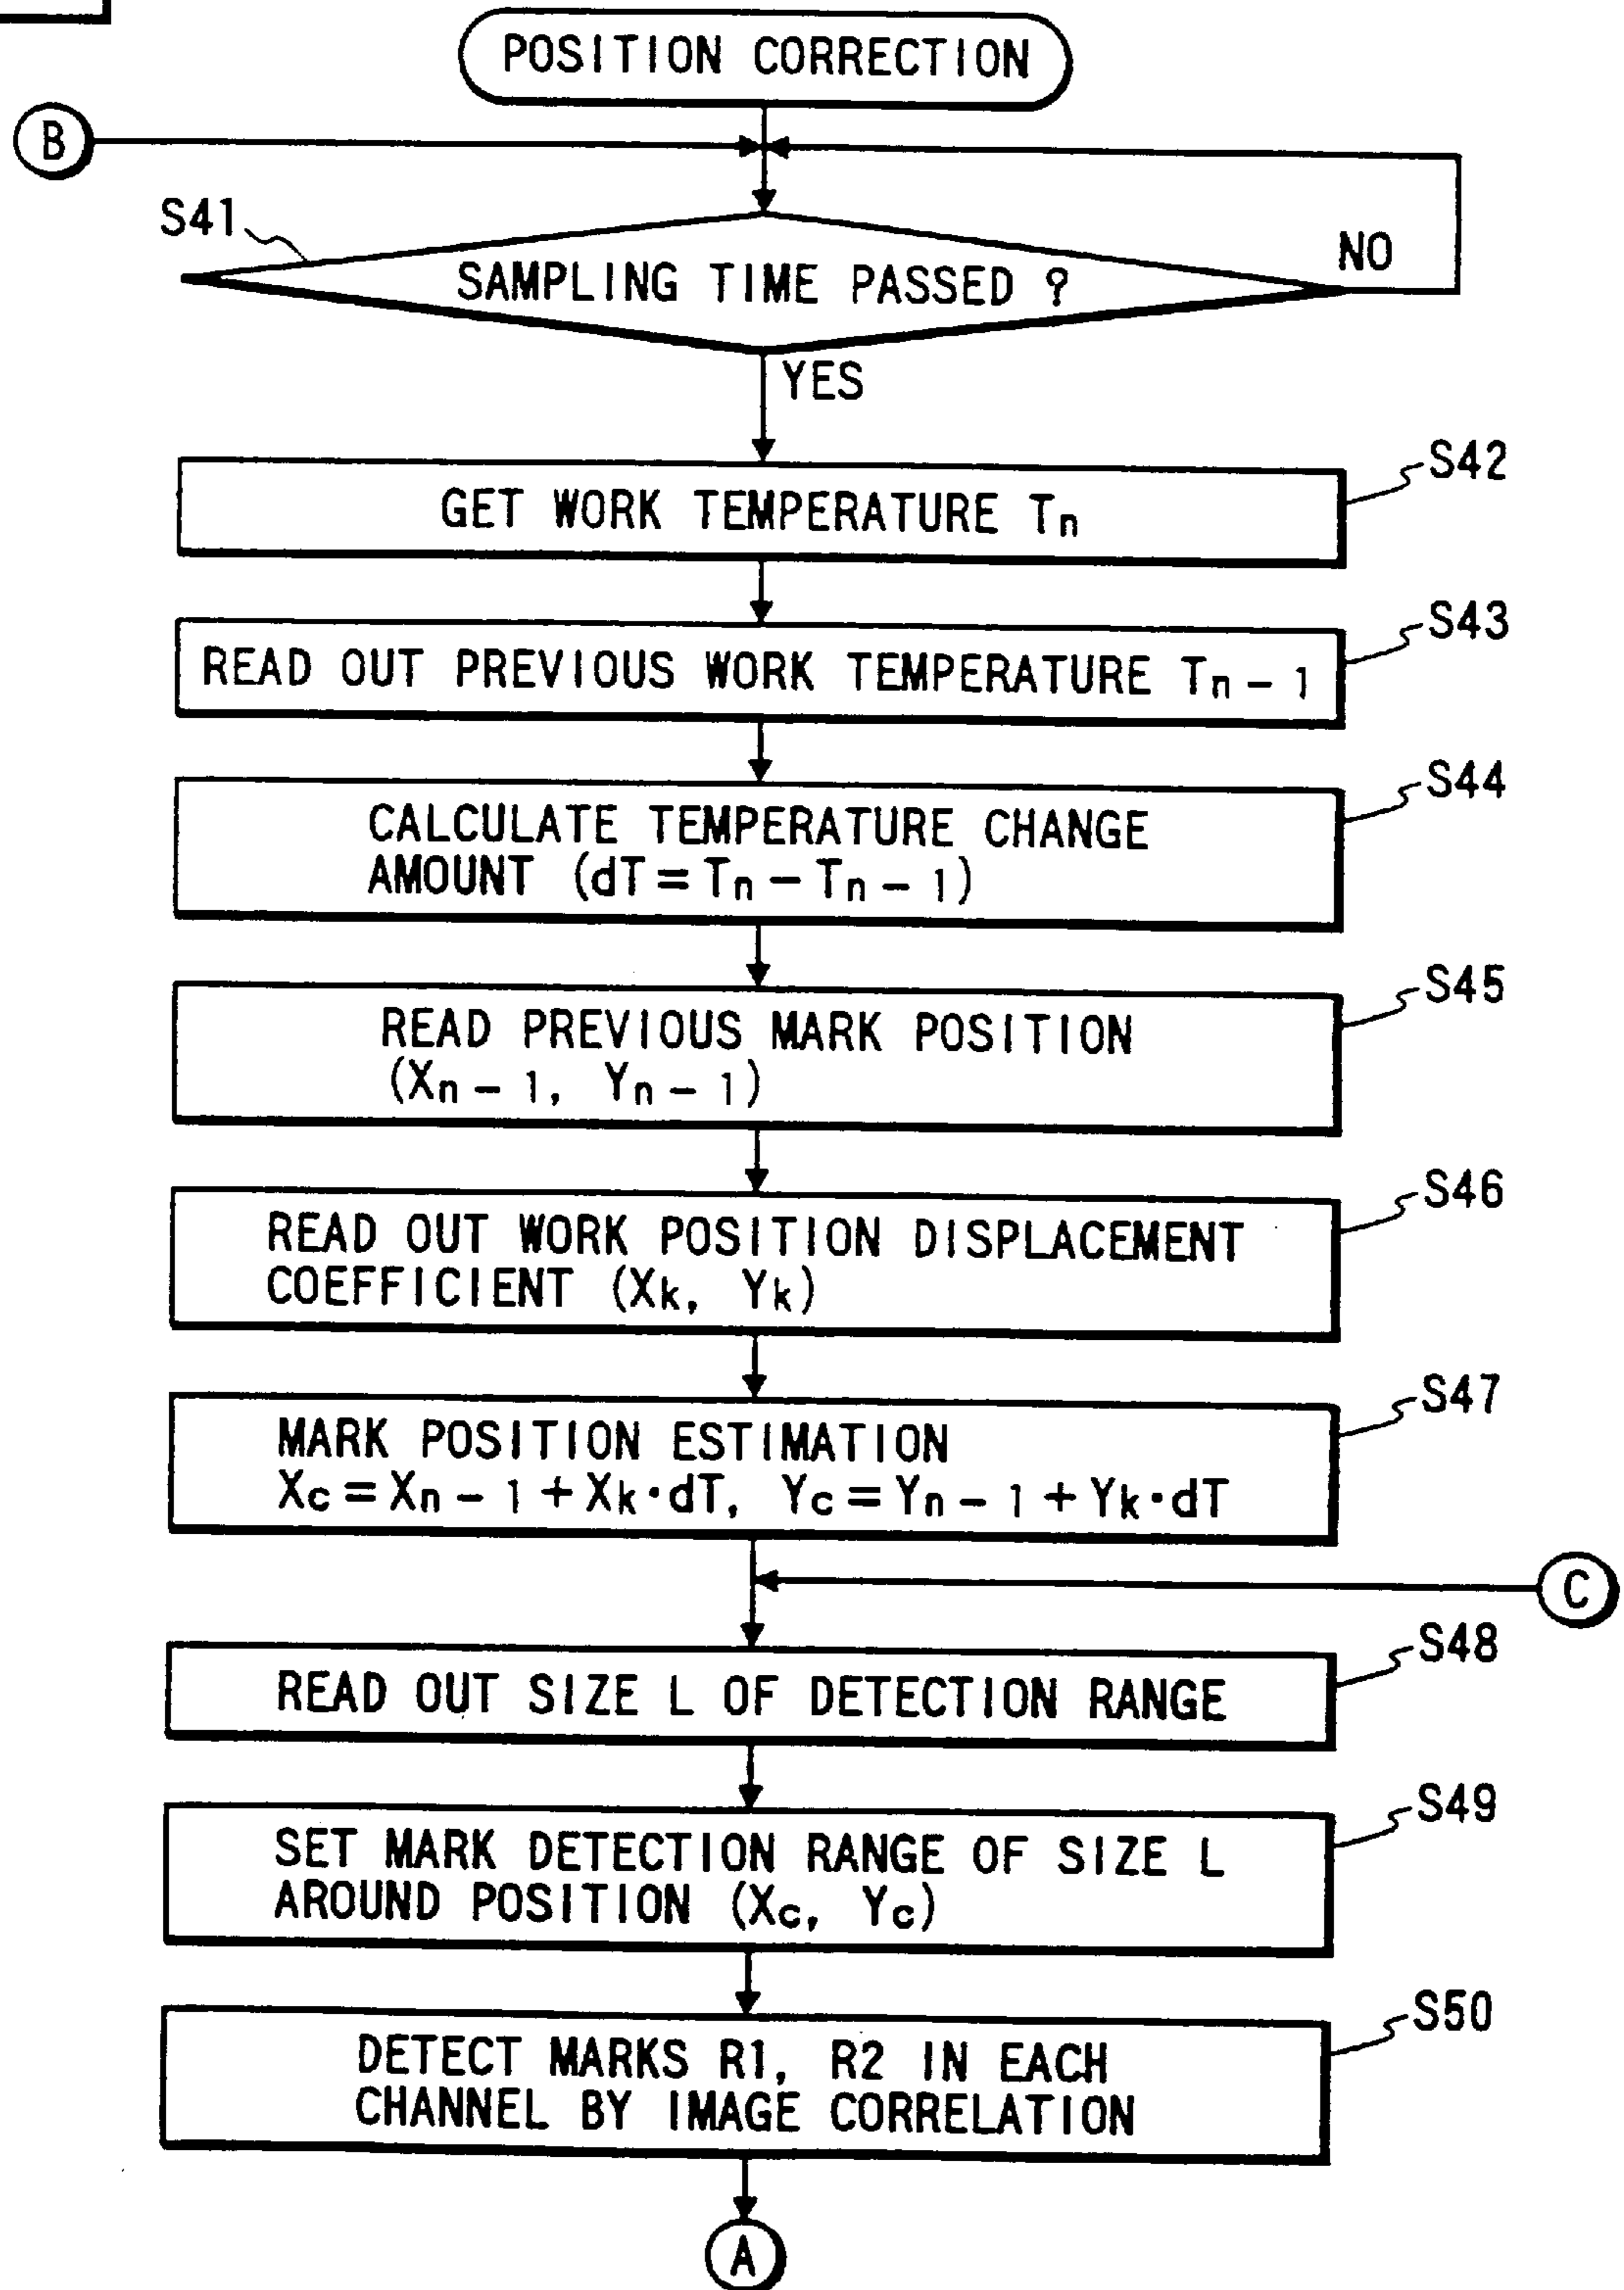 POSITION CORRECTION
B
S41
SAMPLING TIME PASSED ?
NO
YES
S42
GET WORK TEMPERATURE Tn
S43
READ OUT PREVIOUS WORK TEMPERATURE Tn-1
S44
CALCULATE TEMPERATURE CHANGE
AMOUNT (dT=Tn-Tn-1)
S45
READ PREVIOUS MARK POSITION
(Xn-1, Yn-1)
S46
READ OUT WORK POSITION DISPLACEMENT
COEFFICIENT (Xk, Yk)
S47
MARK POSITION ESTIMATION
Xc=Xn-1+Xk·dT, Yc=Yn-1+Yk·dT
C
S48
READ OUT SIZE L OF DETECTION RANGE
S49
SET MARK DETECTION RANGE OF SIZE L
AROUND POSITION (Xc, Yc)
S50
DETECT MARKS R1, R2 IN EACH
CHANNEL BY IMAGE CORRELATION
A